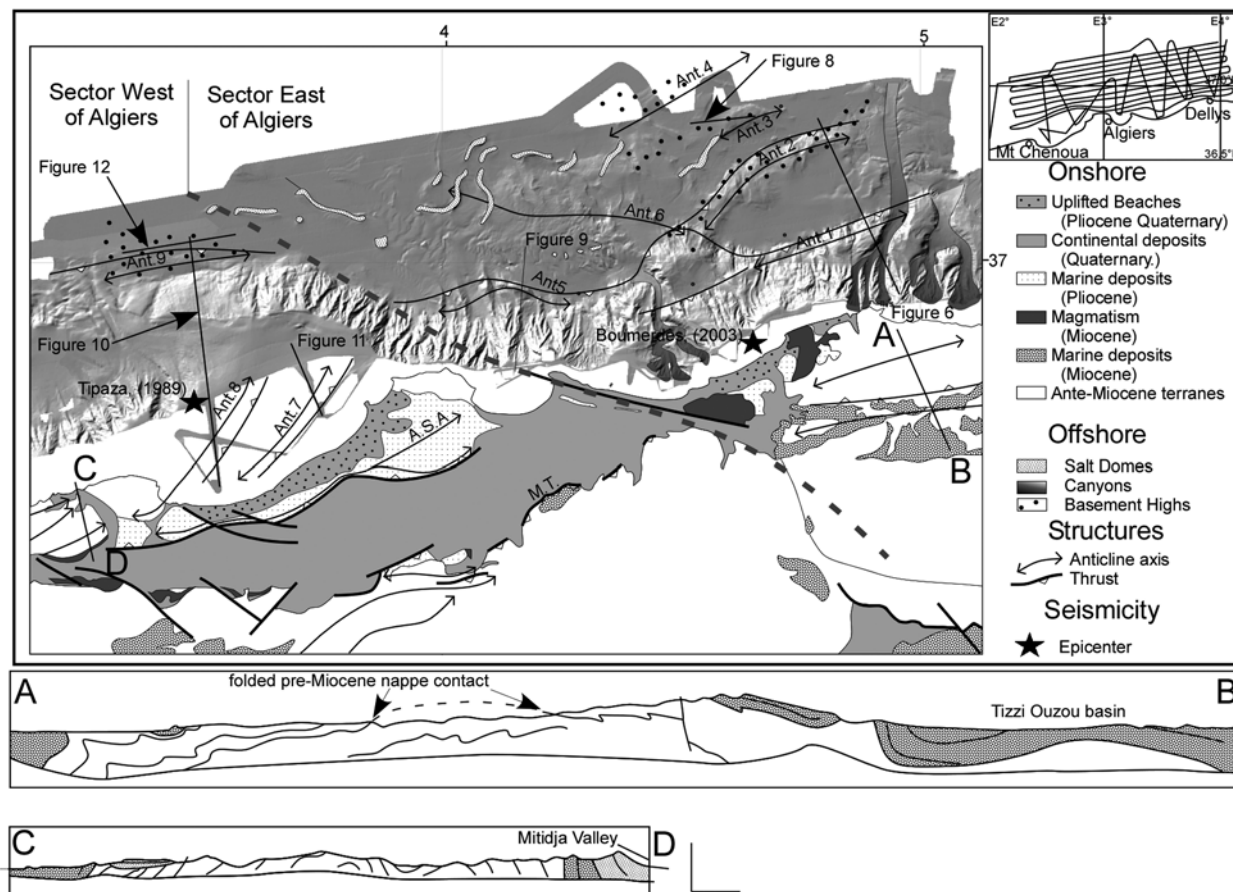 4
5
Sector West
of Algiers
Sector East
of Algiers
Figure 12
Ant.4
Figure 8
Ant.3
Ant.2
Ant.6
Ant.1
Figure 9
Ant.9
Ant5
37
Figure 10
Figure 11
Boumerdes, (2003)
Figure 6
Tipaza, (1989)
Ant.8
Ant.7
A.S.A
M.T.
A
B
C
D
E2°
E3°
E4°
Dellys
Algiers
Mt Chenoua
Onshore
Uplifted Beaches
(Pliocene Quaternary)
Continental deposits
(Quaternary.)
Marine deposits
(Pliocene)
Magmatism
(Miocene)
Marine deposits
(Miocene)
Ante-Miocene terranes
Offshore
Salt Domes
Canyons
Basement Highs
Structures
Anticline axis
Thrust
Seismicity
Epicenter
A
folded pre-Miocene nappe contact
B
Tizzi Ouzou basin
C
Mitidja Valley
D